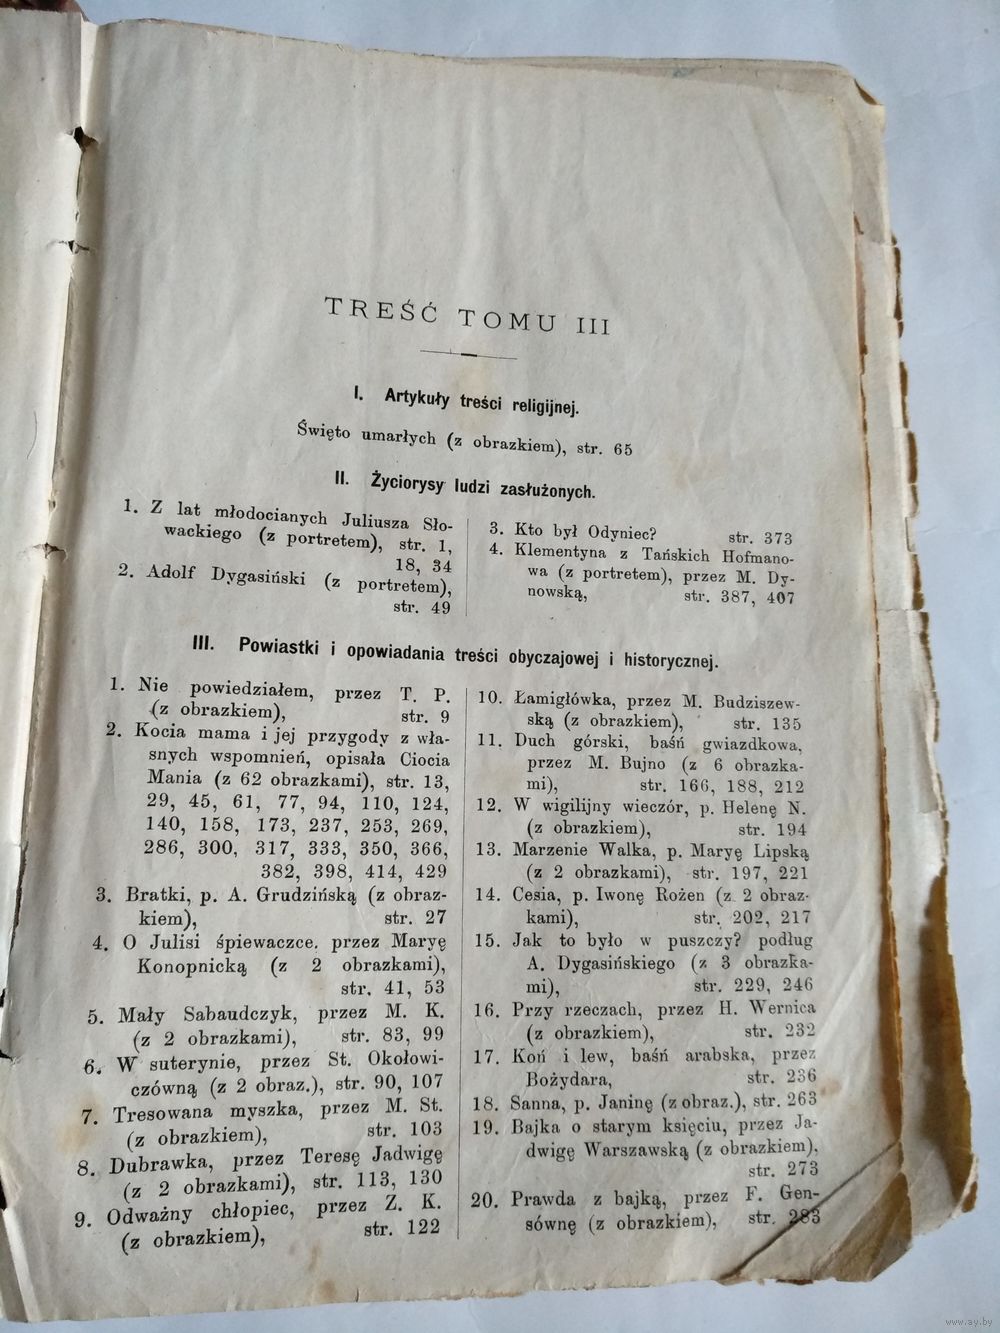 TREŚĆ TOMU III
I. Artykuły treści religijnej.
Święto umarłych (z obrazkiem), str. 65
II. Życiorysy ludzi zasłużonych.
1. Z lat młodocianych Juliusza Sło-
wackiego (z portretem), str. 1,
18, 34
2. Adolf Dygasiński (z portretem),
str. 49
3. Kto był Odyniec? str. 373
4. Klementyna z Tańskich Hofmano-
wa (z portretem), przez M. Dy-
nowską, str. 387, 407
III. Powiastki i opowiadania treści obyczajowej i historycznej.
1. Nie powiedziałem, przez T. P.
(z obrazkiem), str. 9
2. Kocia mama i jej przygody z wła-
snych wspomnień, opisała Ciocia
Mania (z 62 obrazkami), str. 13,
29, 45, 61, 77, 94, 110, 124,
140, 158, 173, 237, 253, 269,
286, 300, 317, 333, 350, 366,
382, 398, 414, 429
3. Bratki, p. A. Grudzińską (z obraz-
kiem), str. 27
4. O Julisi śpiewaczce. przez Maryę
Konopnicką (z 2 obrazkami),
str. 41, 53
5. Mały Sabaudczyk, przez M. K.
(z 2 obrazkami), str. 83, 99
6. W suterynie, przez St. Okołowi-
czówną (z 2 obraz.), str. 90, 107
7. Tresowana myszka, przez M. St.
(z obrazkiem), str. 103
8. Dubrawka, przez Teresę Jadwigę
(z 2 obrazkami), str. 113, 130
9. Odważny chłopiec, przez Z. K.
(z obrazkiem), str. 122
10. Łamigłówka, przez M. Budziszew-
ską (z obrazkiem), str. 135
11. Duch górski, baśń gwiazdkowa,
przez M. Bujno (z 6 obrazka-
mi), str. 166, 188, 212
12. W wigilijny wieczór, p. Helenę N.
(z obrazkiem), str. 194
13. Marzenie Walka, p. Maryę Lipską
(z 2 obrazkami), str. 197, 221
14. Cesia, p. Iwonę Rożen (z 2 obraz-
kami), str. 202, 217
15. Jak to było w puszczy? podług
A. Dygasińskiego (z 3 obrazka-
mi), str. 229, 246
16. Przy rzeczach, przez H. Wernica
(z obrazkiem), str. 232
17. Koń i lew, baśń arabska, przez
Bożydara, str. 236
18. Sanna, p. Janinę (z obraz.), str. 263
19. Bajka o starym księciu, przez Ja-
dwigę Warszawską (z obrazkiem),
str. 273
20. Prawda z bajką, przez F. Gen-
sównę (z obrazkiem), str. 283
www.ay.by